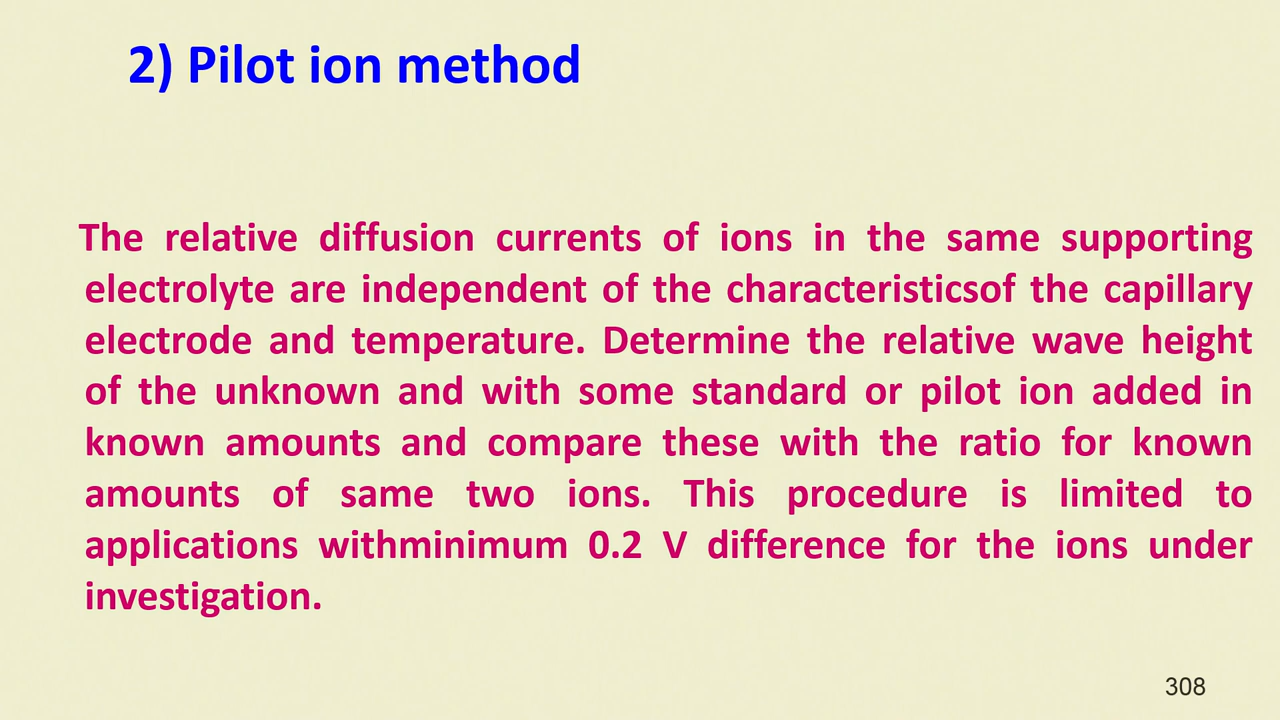 2) Pilot ion method
The relative diffusion currents of ions in the same supporting
electrolyte are independent of the characteristicsof the capillary
electrode and temperature. Determine the relative wave height
of the unknown and with some standard or pilot ion added in
known amounts and compare these with the ratio for known
amounts of same two ions. This procedure is limited to
applications withminimum 0.2 V difference for the ions under
investigation.
308